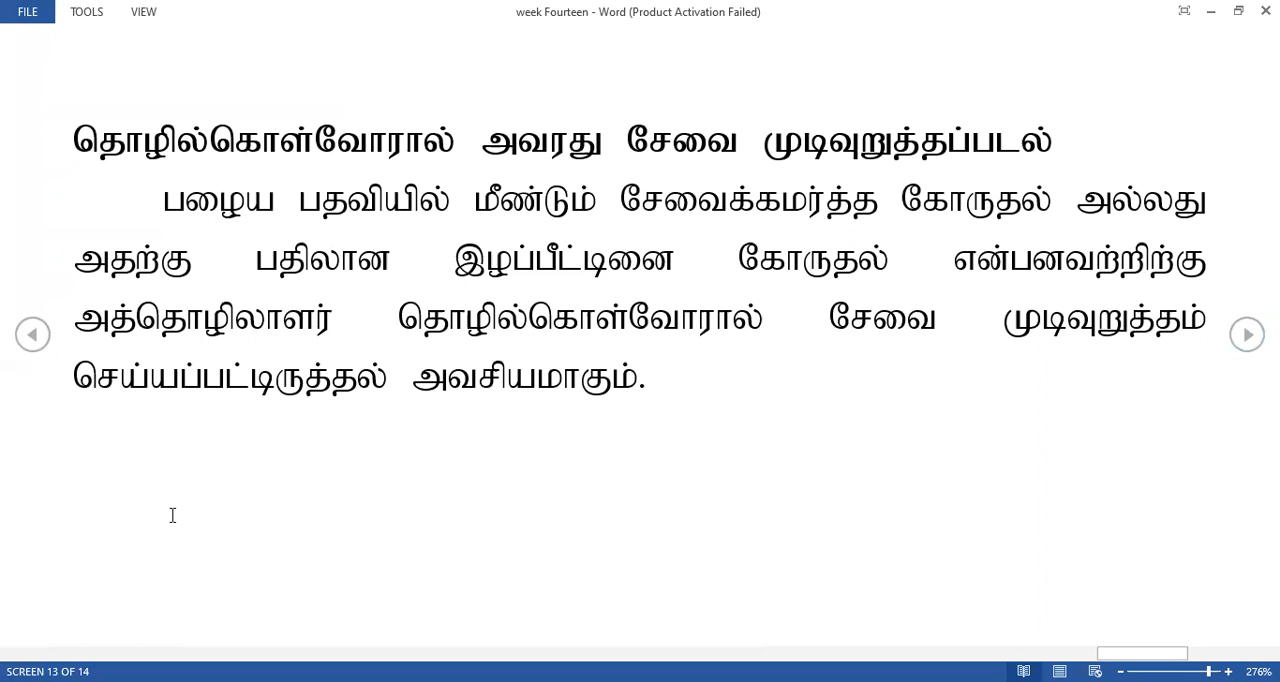 FILE TOOLS VIEW week Fourteen - Word (Product Activation Failed)
தொழில்கொள்வோரால் அவரது சேவை முடிவுறுத்தப்படல்
பழைய பதவியில் மீண்டும் சேவைக்கமர்த்த கோருதல் அல்லது
அதற்கு பதிலான இழப்பீட்டினை கோருதல் என்பனவற்றிற்கு
அத்தொழிலாளர் தொழில்கொள்வோரால் சேவை முடிவுறுத்தம்
செய்யப்பட்டிருத்தல் அவசியமாகும்.
SCREEN 13 OF 14 276%